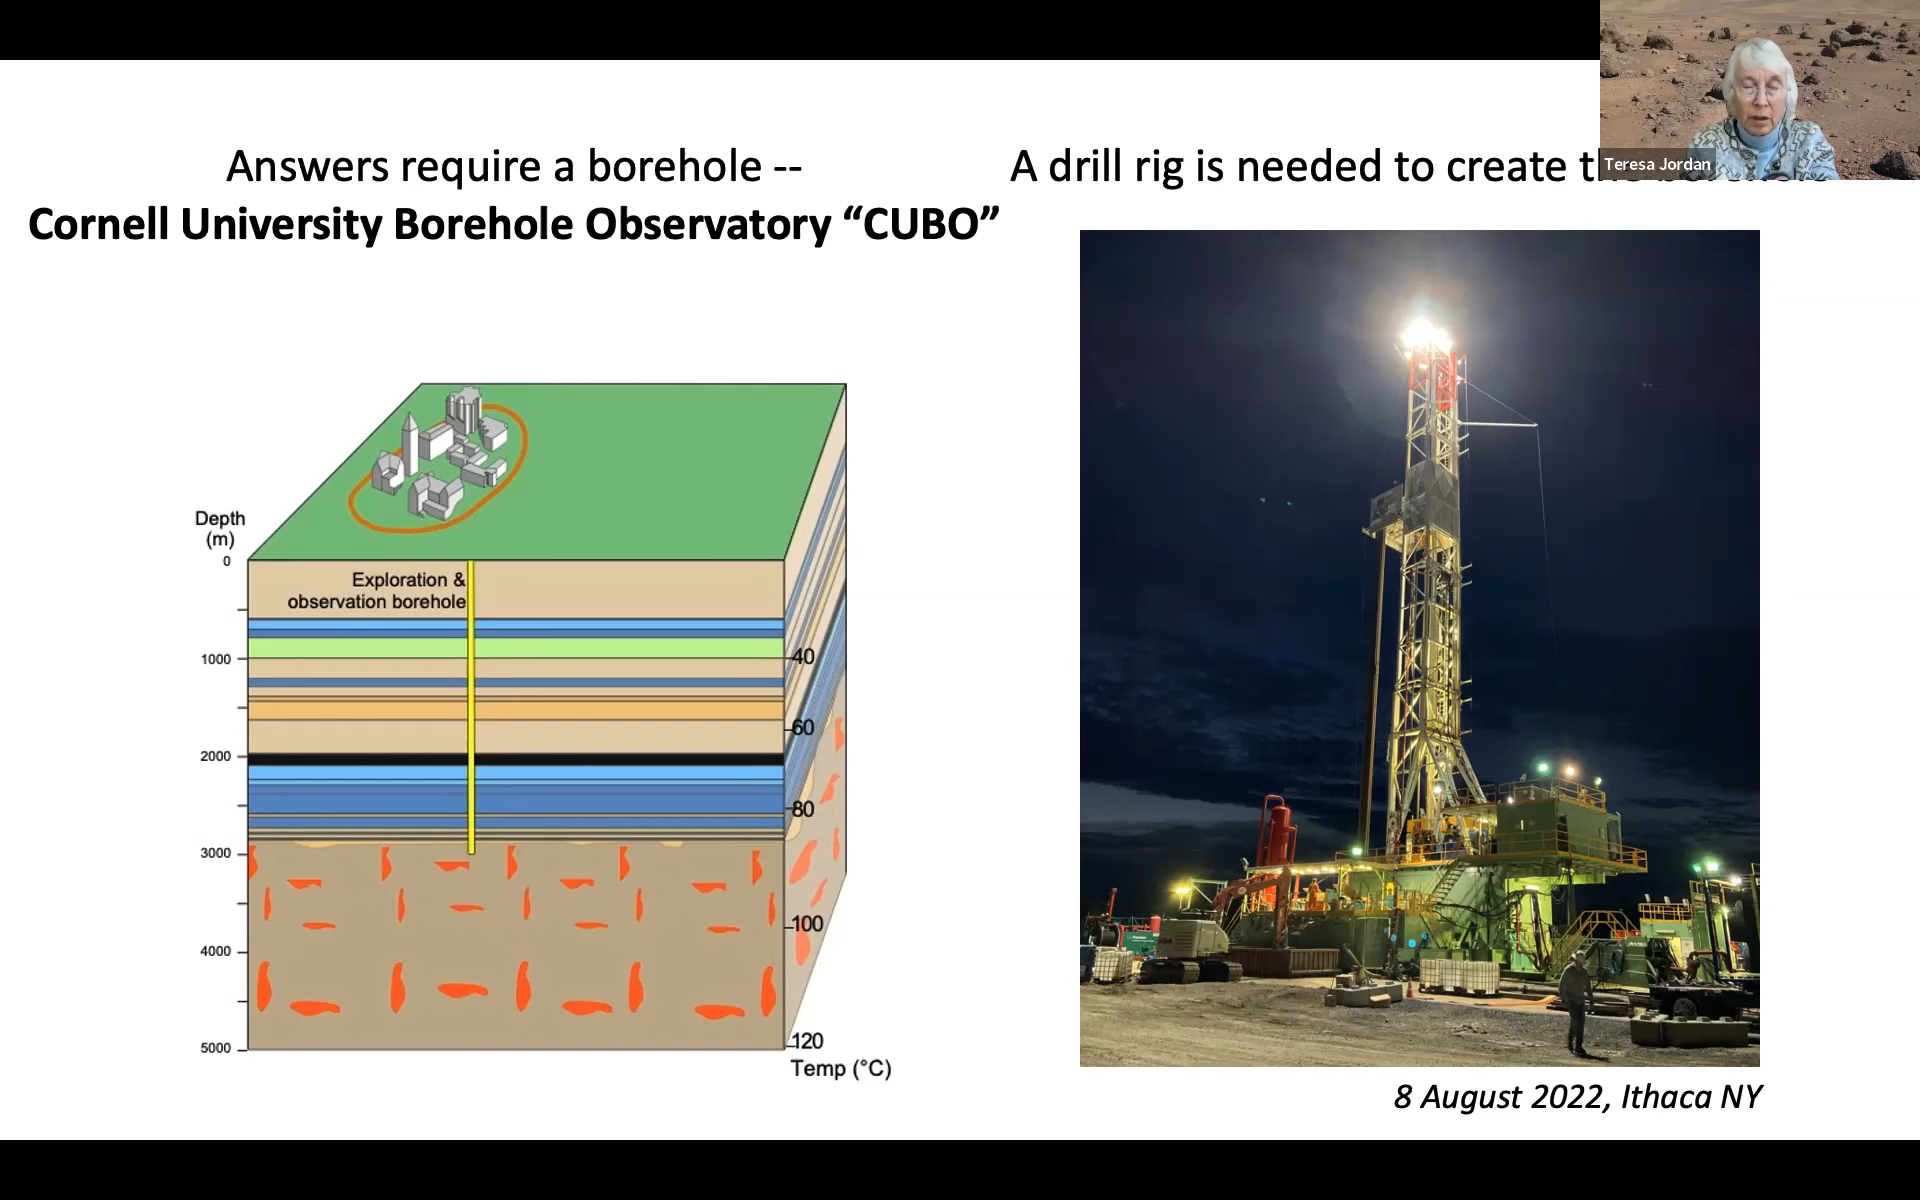 Answers require a borehole --
Cornell University Borehole Observatory “CUBO”
A drill rig is needed to create
Teresa Jordan
Depth
(m)
0
1000
2000
3000
4000
5000
Exploration &
observation borehole
40
60
80
100
120
Temp (°C)
8 August 2022, Ithaca NY